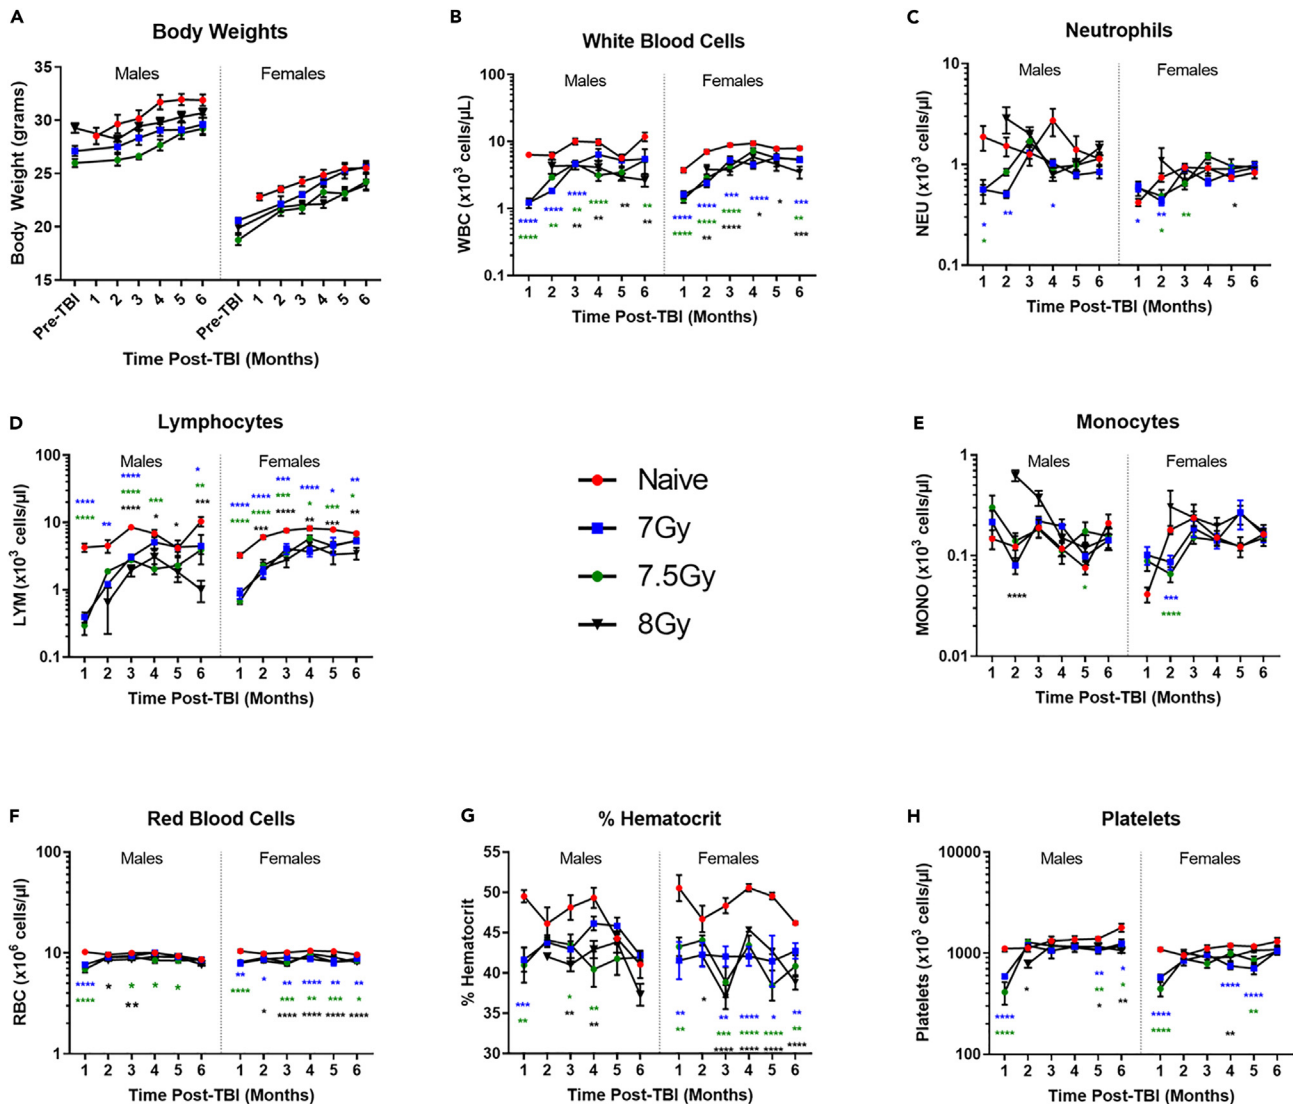 A
Body Weights
Males
Females
Body Weight (grams)
35
30
25
20
15
Pre-TBI 1 2 3 4 5 6 Pre-TBI 1 2 3 4 5 6
Time Post-TBI (Months)
B
White Blood Cells
Males
Females
WBC (x10³ cells/µL)
100
10
1
0.1
**** **** **** **** **** **** *** **** ***
**** ** ** **** ** ** **** **** **** * * **
** ** ** ** **** ***
1 2 3 4 5 6 1 2 3 4 5 6
Time Post-TBI (Months)
C
Neutrophils
Males
Females
NEU (x10³ cells/µl)
10
1
0.1
* ** * * ** ** *
* *
1 2 3 4 5 6 1 2 3 4 5 6
Time Post-TBI (Months)
D
Lymphocytes
Males
Females
LYM (x10³ cells/µl)
100
10
1
0.1
**** ** **** * **** **** *** **** * **
**** **** *** ** **** **** *** * *** *
**** * * *** *** **** ** *** **
1 2 3 4 5 6 1 2 3 4 5 6
Time Post-TBI (Months)
Naive
7Gy
7.5Gy
8Gy
E
Monocytes
Males
Females
MONO (x10³ cells/µl)
1
0.1
0.01
**** * ***
****
1 2 3 4 5 6 1 2 3 4 5 6
Time Post-TBI (Months)
F
Red Blood Cells
Males
Females
RBC (x10⁶ cells/µl)
100
10
1
**** * * * * ** * ** ** ** **
**** ** **** *** ** *** *
* **** **** **** ****
1 2 3 4 5 6 1 2 3 4 5 6
Time Post-TBI (Months)
G
% Hematocrit
Males
Females
% Hematocrit
55
50
45
40
35
30
*** * ** ** * ** **** * **
** ** ** ** *** **** **** **
**** **** **** ****
1 2 3 4 5 6 1 2 3 4 5 6
Time Post-TBI (Months)
H
Platelets
Males
Females
Platelets (x10³ cells/µl)
10000
1000
100
**** * ** * **** **** ****
**** ** * **** **
* ** **
1 2 3 4 5 6 1 2 3 4 5 6
Time Post-TBI (Months)